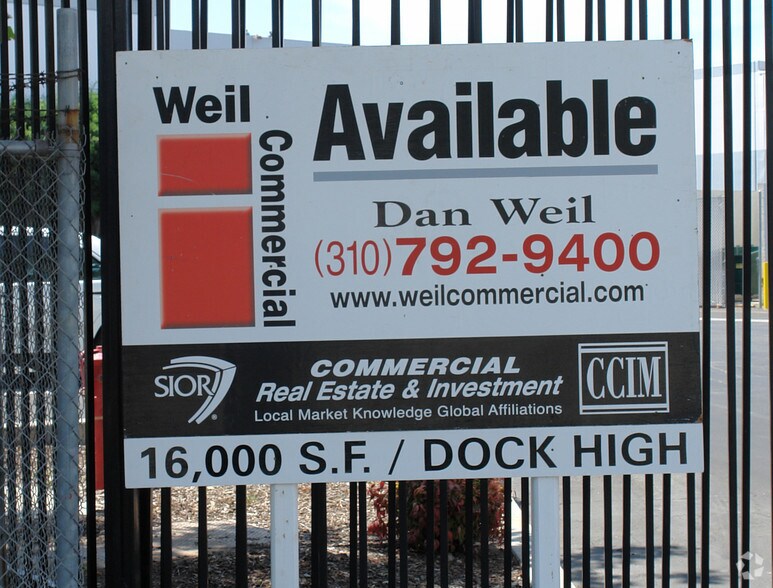 Weil
Commercial
Available
Dan Weil
(310)792-9400
www.weilcommercial.com
SIOR
COMMERCIAL
Real Estate & Investment
Local Market Knowledge Global Affiliations
CCIM
16,000 S.F. / DOCK HIGH